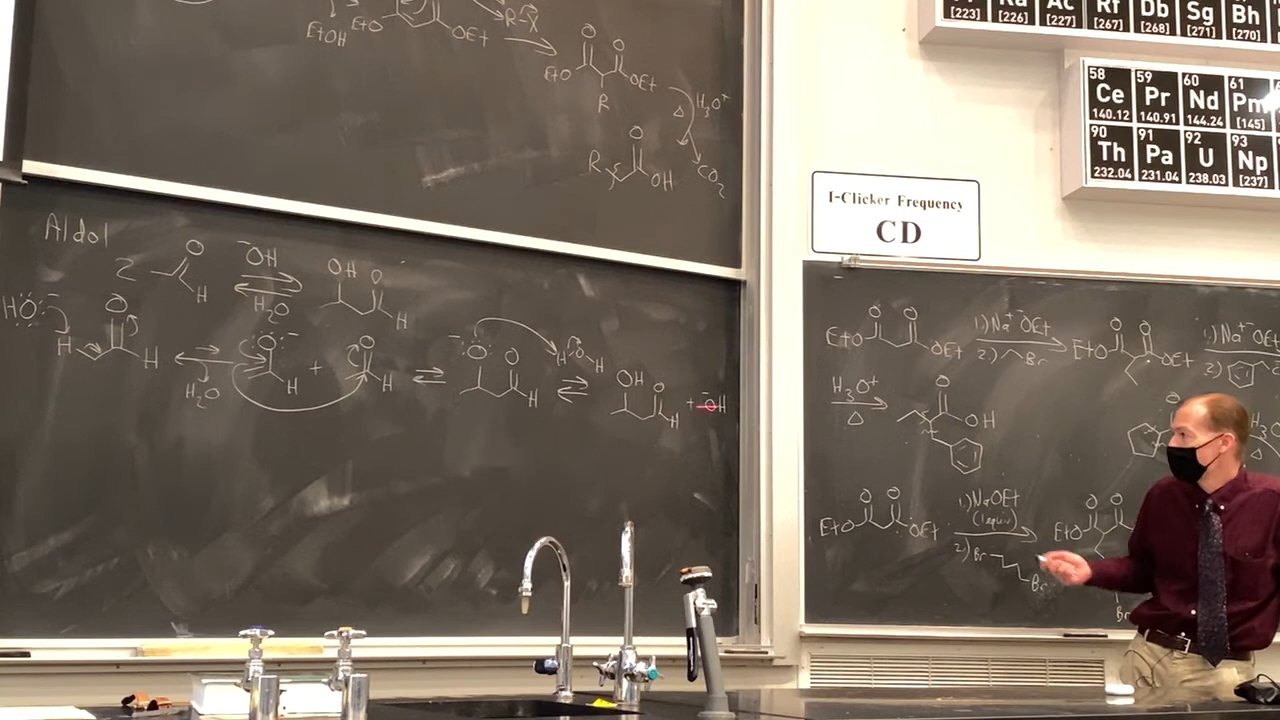 EtOH EtO OEt
R-X
EtO OEt
O O
R
H₃O⁺
Δ
CO₂
R O OH
Aldol
2 O H
⁻OH
H₂O
OH O H
HO:⁻ H O H
H₂O
O⁻ H + O H
⁻:O: O H
H-O-H
OH O H + ⁻OH
Ra Ac Rf Db Sg Bh
[223] [226] [227] [267] [268] [271] [270]
58 59 60 61
Ce Pr Nd Pm
140.12 140.91 144.24 [145]
90 91 92 93
Th Pa U Np
232.04 231.04 238.03 [237]
I-Clicker Frequency
CD
EtO O O OEt
1) Na⁺⁻OEt
2) Br
EtO O O OEt
1) Na⁺⁻OEt
2)
H₃O⁺
Δ
O OH
O
Δ
EtO O O OEt
1) NaOEt
(1 equiv)
2) Br Br
EtO O O
Br